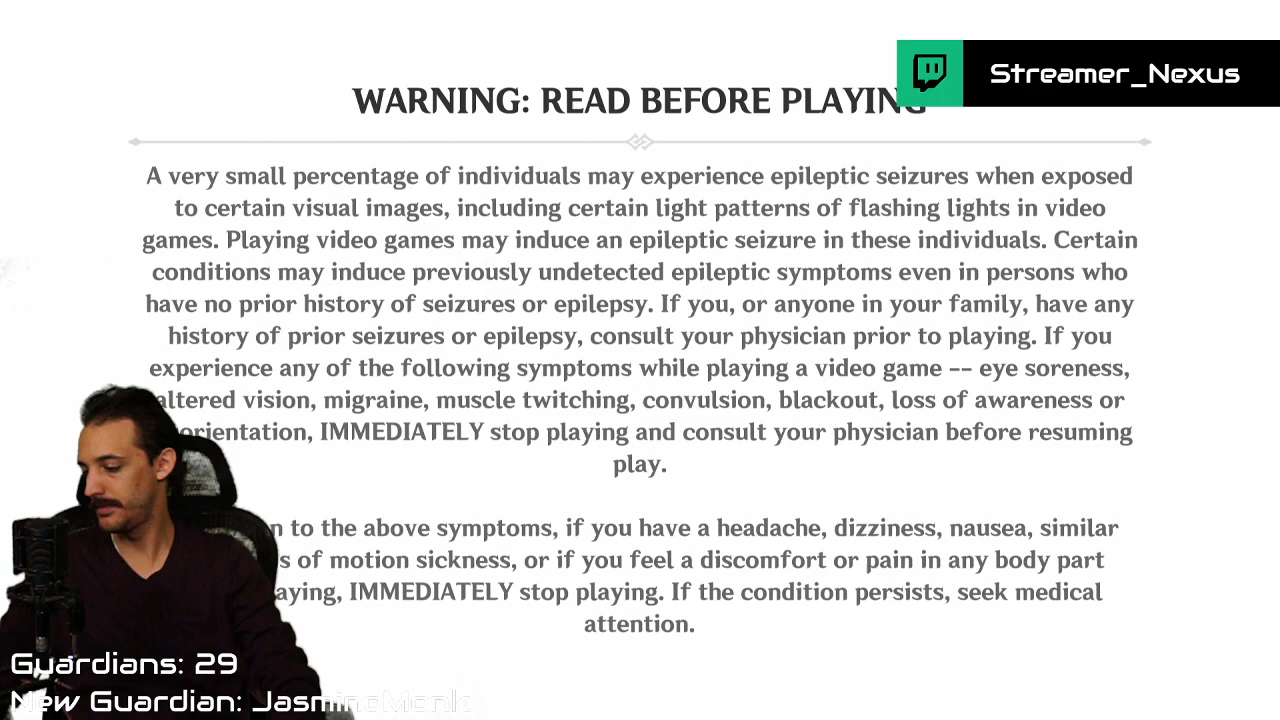 Streamer_Nexus
WARNING: READ BEFORE PLAYING
A very small percentage of individuals may experience epileptic seizures when exposed
to certain visual images, including certain light patterns of flashing lights in video
games. Playing video games may induce an epileptic seizure in these individuals. Certain
conditions may induce previously undetected epileptic symptoms even in persons who
have no prior history of seizures or epilepsy. If you, or anyone in your family, have any
history of prior seizures or epilepsy, consult your physician prior to playing. If you
experience any of the following symptoms while playing a video game -- eye soreness,
altered vision, migraine, muscle twitching, convulsion, blackout, loss of awareness or
orientation, IMMEDIATELY stop playing and consult your physician before resuming
play.
n to the above symptoms, if you have a headache, dizziness, nausea, similar
s of motion sickness, or if you feel a discomfort or pain in any body part
aying, IMMEDIATELY stop playing. If the condition persists, seek medical
attention.
Guardians: 29
New Guardian: JasmineMonk